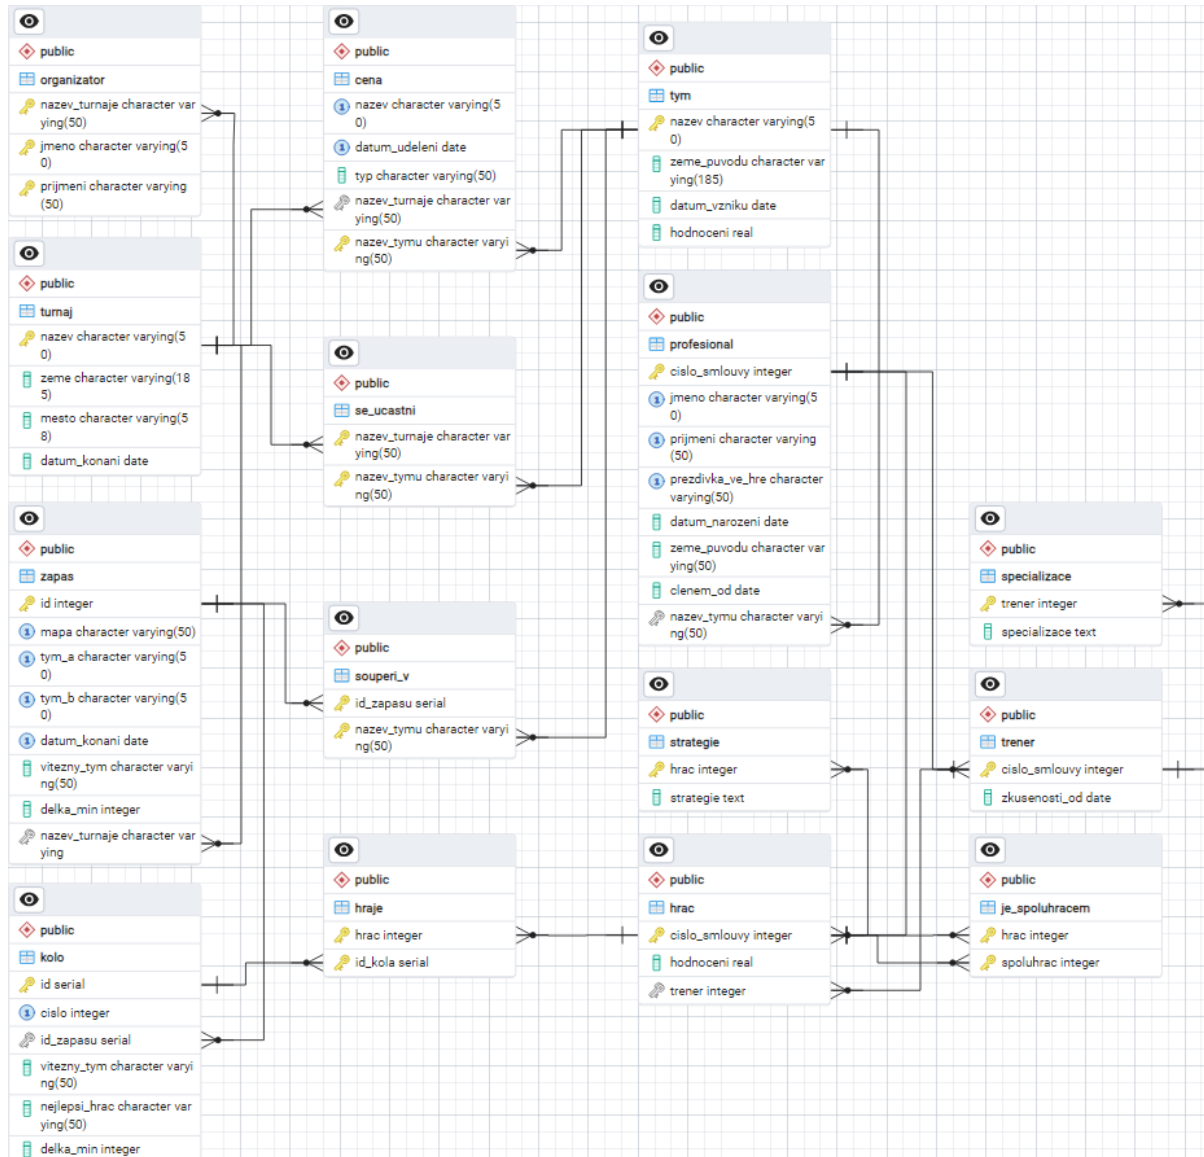 public
organizator
nazev_turnaje character var
ying(50)
jmeno character varying(5
0)
prijmeni character varying
(50)
public
turnaj
nazev character varying(5
0)
zeme character varying(18
5)
mesto character varying(5
8)
datum_konani date
public
zapas
id integer
mapa character varying(50)
tym_a character varying(5
0)
tym_b character varying(5
0)
datum_konani date
vitezny_tym character varyi
ng(50)
delka_min integer
nazev_turnaje character var
ying
public
kolo
id serial
cislo integer
id_zapasu serial
vitezny_tym character varyi
ng(50)
nejlepsi_hrac character var
ying(50)
delka_min integer
public
cena
nazev character varying(5
0)
datum_udeleni date
typ character varying(50)
nazev_turnaje character var
ying(50)
nazev_tymu character varyi
ng(50)
public
se_ucastni
nazev_turnaje character var
ying(50)
nazev_tymu character varyi
ng(50)
public
souperi_v
id_zapasu serial
nazev_tymu character varyi
ng(50)
public
hraje
hrac integer
id_kola serial
public
tym
nazev character varying(5
0)
zeme_puvodu character var
ying(185)
datum_vzniku date
hodnoceni real
public
profesional
cislo_smlouvy integer
jmeno character varying(5
0)
prijmeni character varying
(50)
prezdivka_ve_hre character
varying(50)
datum_narozeni date
zeme_puvodu character var
ying(50)
clenem_od date
nazev_tymu character varyi
ng(50)
public
strategie
hrac integer
strategie text
public
hrac
cislo_smlouvy integer
hodnoceni real
trener integer
public
specializace
trener integer
specializace text
public
trener
cislo_smlouvy integer
zkusenosti_od date
public
je_spoluhracem
hrac integer
spoluhrac integer